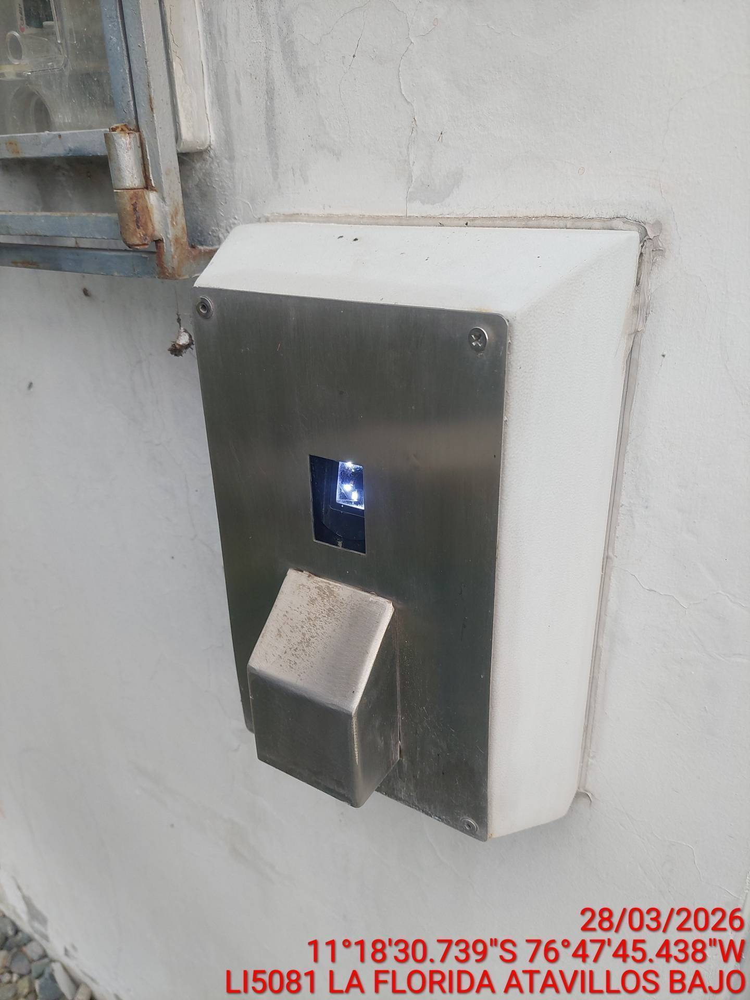 28/03/2026
11°18'30.739"S 76°47'45.438"W
LI5081 LA FLORIDA ATAVILLOS BAJO